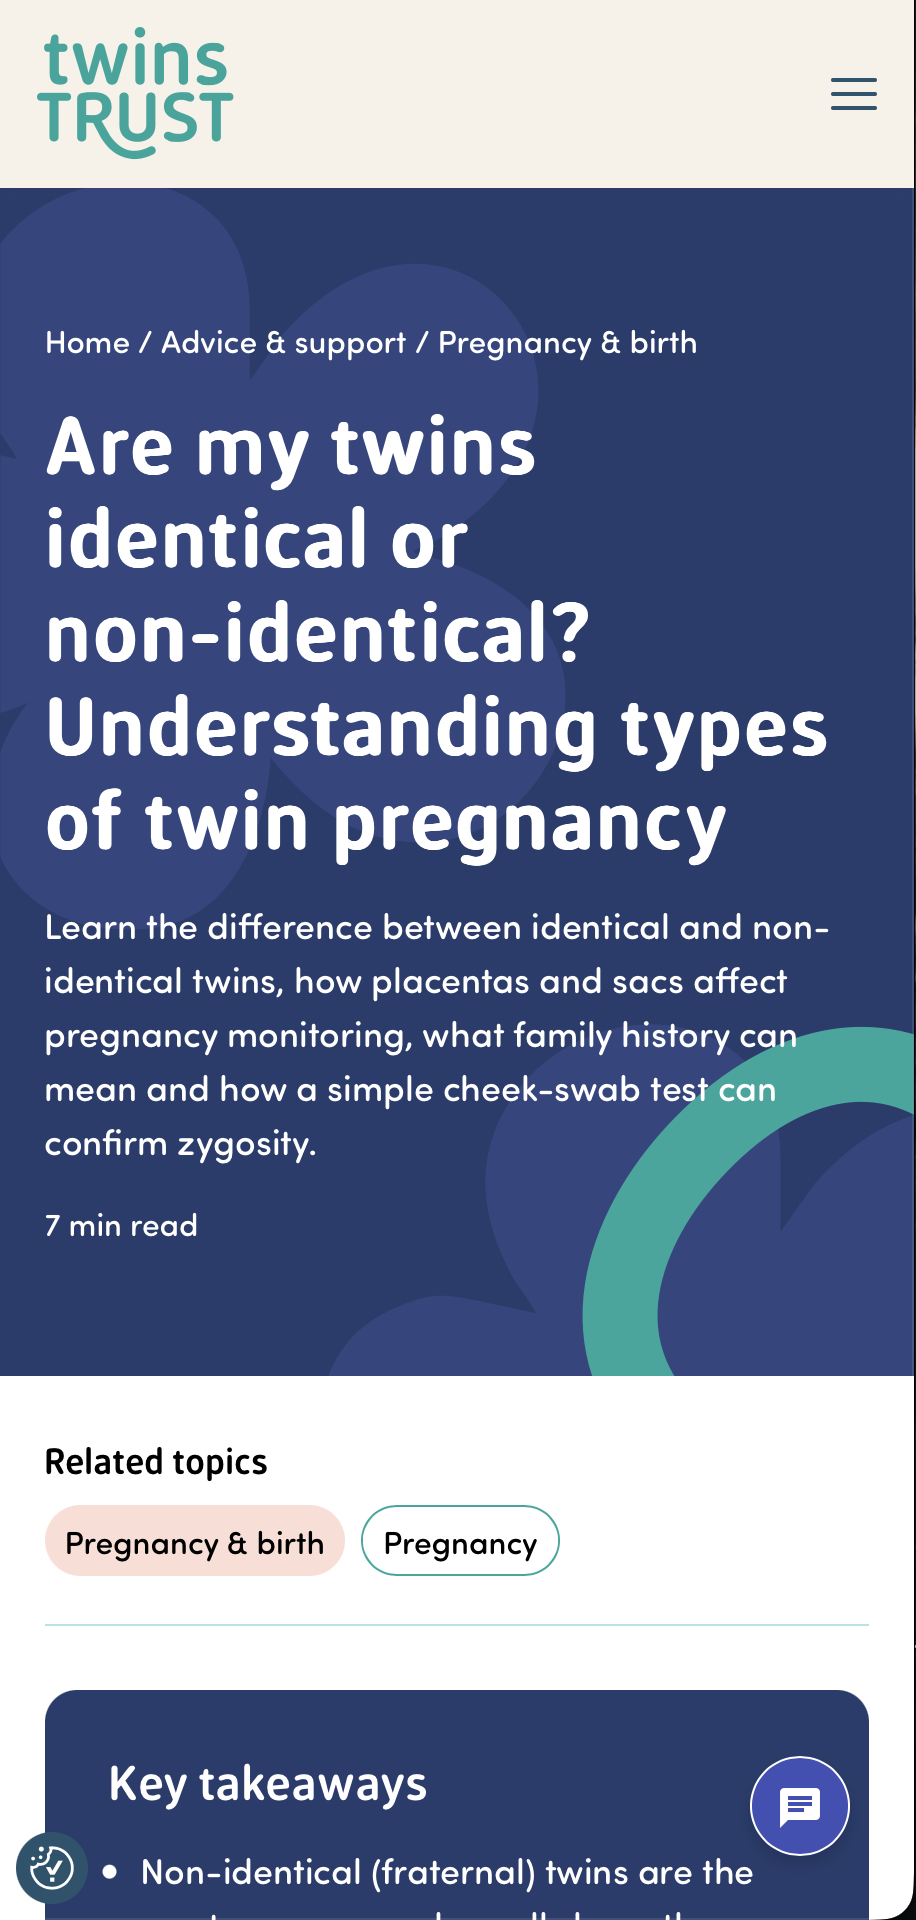 twins
TRUST
Home / Advice & support / Pregnancy & birth
Are my twins
identical or
non-identical?
Understanding types
of twin pregnancy
Learn the difference between identical and non-
identical twins, how placentas and sacs affect
pregnancy monitoring, what family history can
mean and how a simple cheek-swab test can
confirm zygosity.
7 min read
Related topics
Pregnancy & birth
Pregnancy
Key takeaways
• Non-identical (fraternal) twins are the